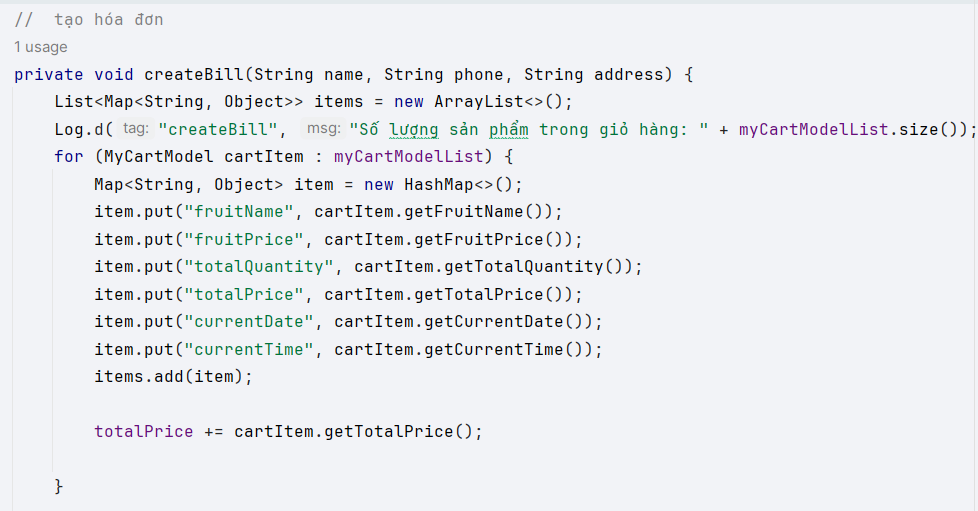 //  tạo hóa đơn
1 usage
private void createBill(String name, String phone, String address) {
    List<Map<String, Object>> items = new ArrayList<>();
    Log.d( tag: "createBill",  msg: "Số lượng sản phẩm trong giỏ hàng: " + myCartModelList.size());
    for (MyCartModel cartItem : myCartModelList) {
        Map<String, Object> item = new HashMap<>();
        item.put("fruitName", cartItem.getFruitName());
        item.put("fruitPrice", cartItem.getFruitPrice());
        item.put("totalQuantity", cartItem.getTotalQuantity());
        item.put("totalPrice", cartItem.getTotalPrice());
        item.put("currentDate", cartItem.getCurrentDate());
        item.put("currentTime", cartItem.getCurrentTime());
        items.add(item);
        totalPrice += cartItem.getTotalPrice();
    }